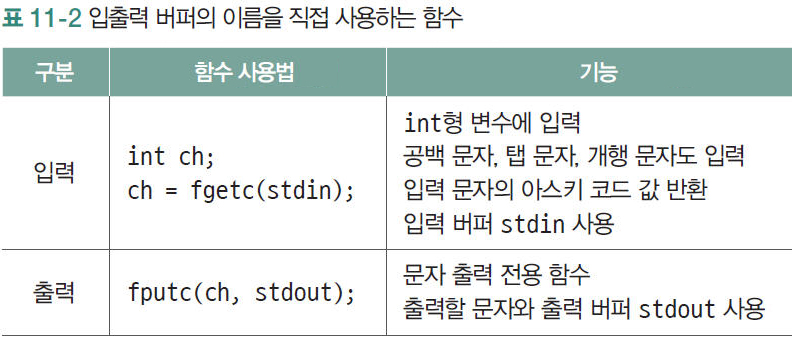 표 11-2 입출력 버퍼의 이름을 직접 사용하는 함수
구분 함수 사용법 기능
입력
int ch;
ch = fgetc(stdin);
int형 변수에 입력
공백 문자, 탭 문자, 개행 문자도 입력
입력 문자의 아스키 코드 값 반환
입력 버퍼 stdin 사용
출력
fputc(ch, stdout);
문자 출력 전용 함수
출력할 문자와 출력 버퍼 stdout 사용